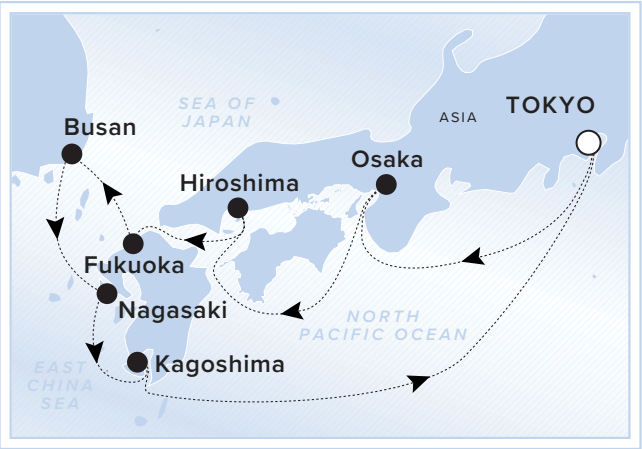 SEA OF
JAPAN
ASIA
TOKYO
Busan
Osaka
Hiroshima
Fukuoka
Nagasaki
NORTH
PACIFIC OCEAN
Kagoshima
EAST
CHINA
SEA